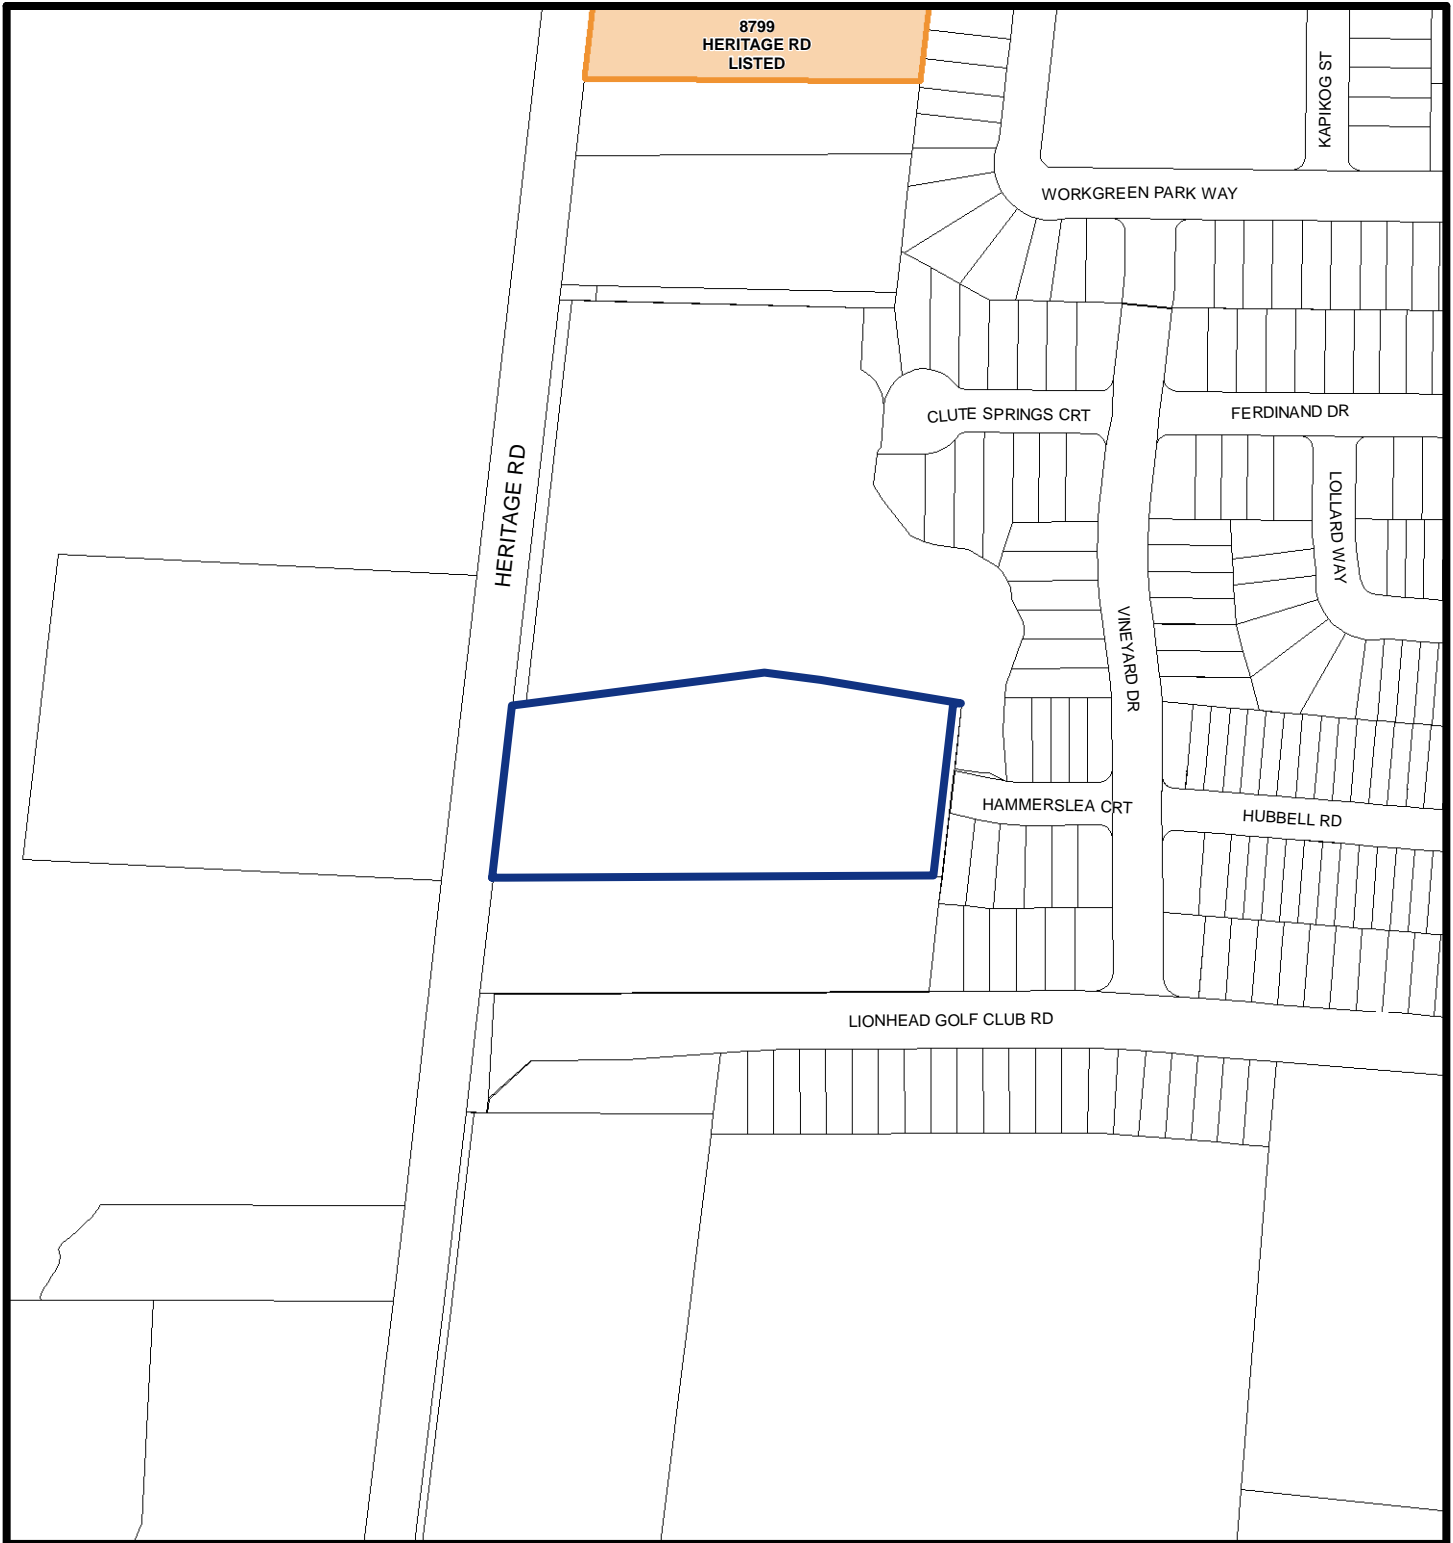 8799
HERITAGE RD
LISTED
KAPIKOG ST
WORKGREEN PARK WAY
CLUTE SPRINGS CRT
FERDINAND DR
HERITAGE RD
LOLLARD WAY
VINEYARD DR
HAMMERSLEA CRT
HUBBELL RD
LIONHEAD GOLF CLUB RD